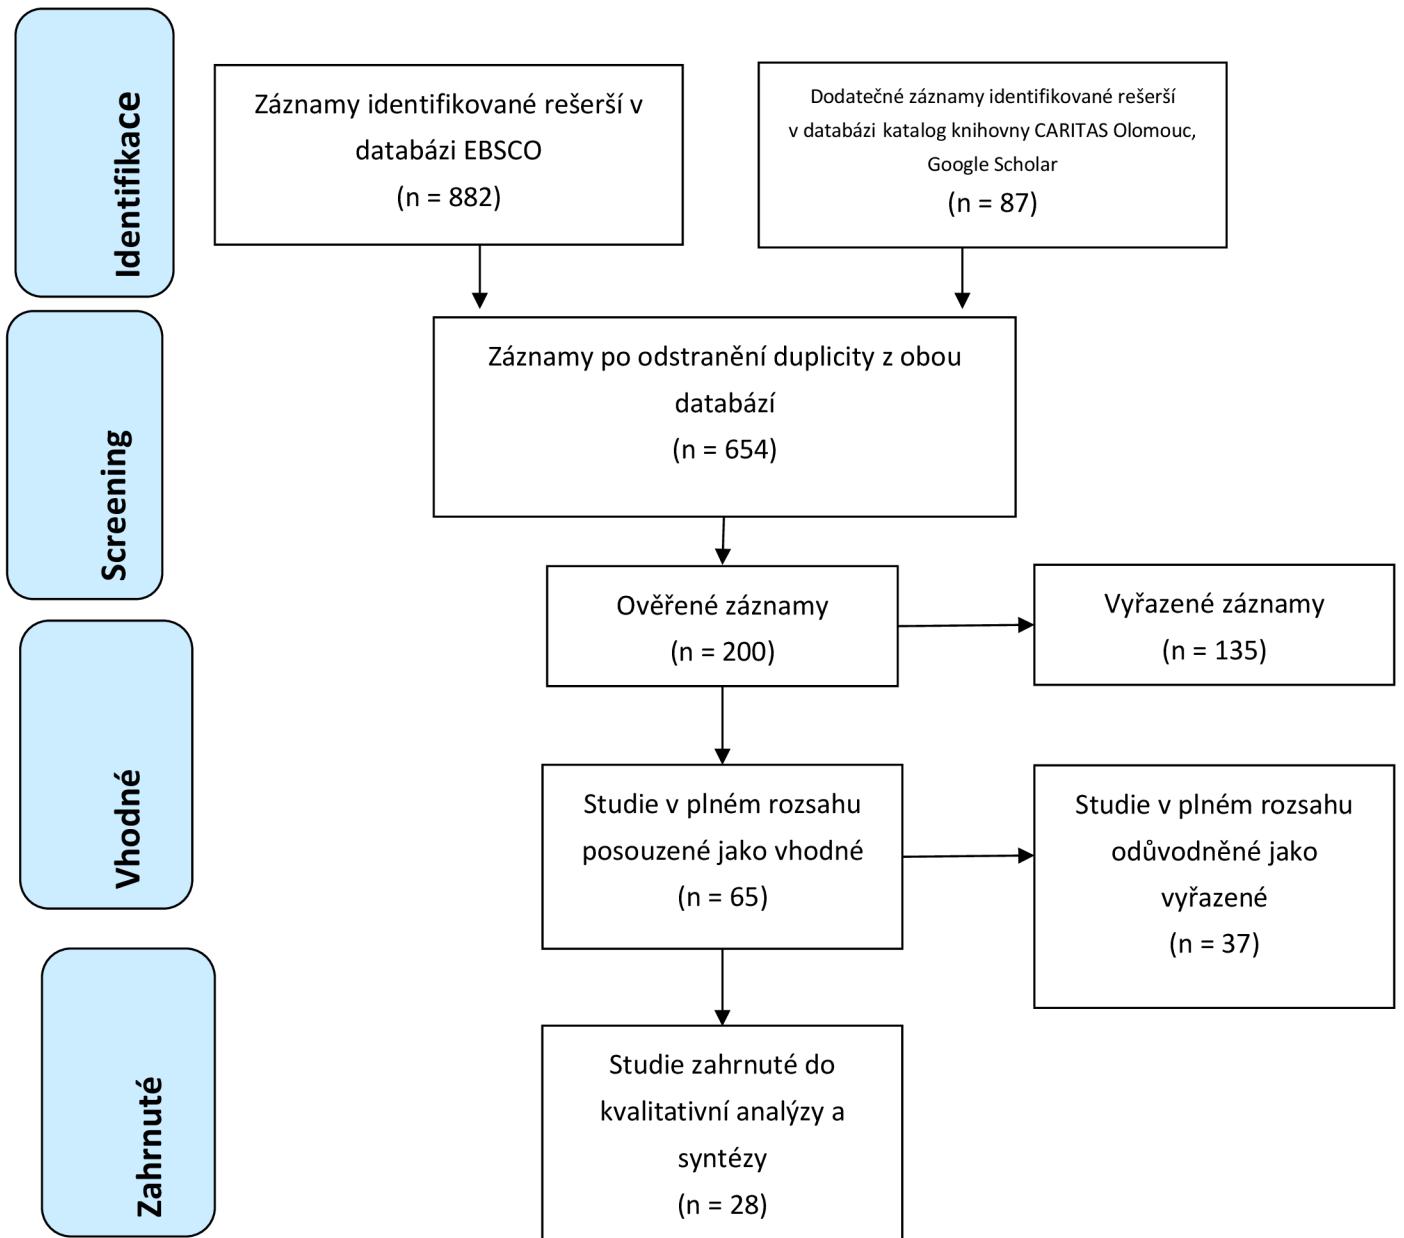 Identifikace
Záznamy identifikované rešerší v
databázi EBSCO
(n = 882)
Dodatečné záznamy identifikované rešerší
v databázi katalog knihovny CARITAS Olomouc,
Google Scholar
(n = 87)
Screening
Záznamy po odstranění duplicity z obou
databází
(n = 654)
Ověřené záznamy
(n = 200)
Vyřazené záznamy
(n = 135)
Vhodné
Studie v plném rozsahu
posouzené jako vhodné
(n = 65)
Studie v plném rozsahu
odůvodněné jako
vyřazené
(n = 37)
Zahrnuté
Studie zahrnuté do
kvalitativní analýzy a
syntézy
(n = 28)